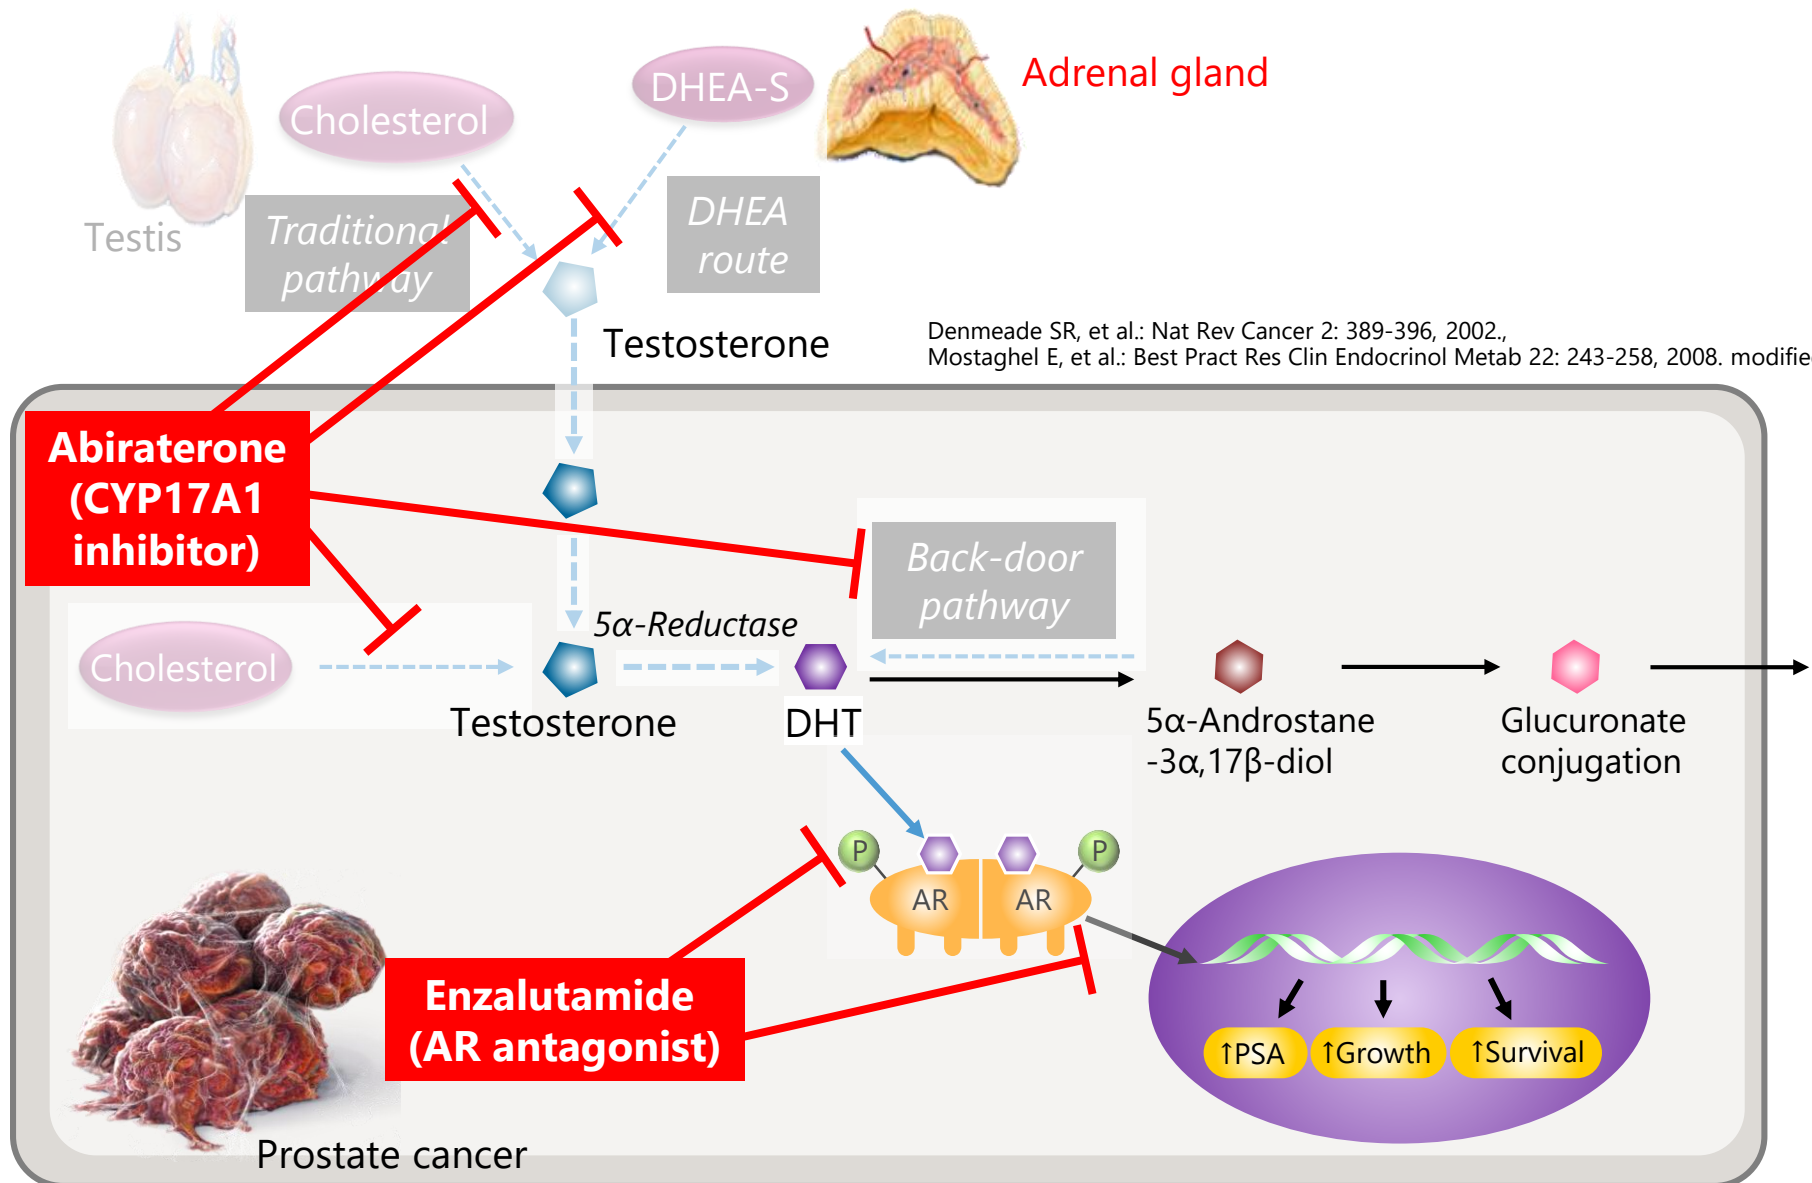 Cholesterol
DHEA-S
Adrenal gland
Testis
Traditional
pathway
DHEA
route
Testosterone
Denmeade SR, et al.: Nat Rev Cancer 2: 389-396, 2002.,
Mostaghel E, et al.: Best Pract Res Clin Endocrinol Metab 22: 243-258, 2008. modifie
Abiraterone
(CYP17A1
inhibitor)
Back-door
pathway
5α-Reductase
Cholesterol
Testosterone
DHT
5α-Androstane
-3α,17β-diol
Glucuronate
conjugation
P
P
AR
AR
Enzalutamide
(AR antagonist)
↑PSA
↑Growth
↑Survival
Prostate cancer